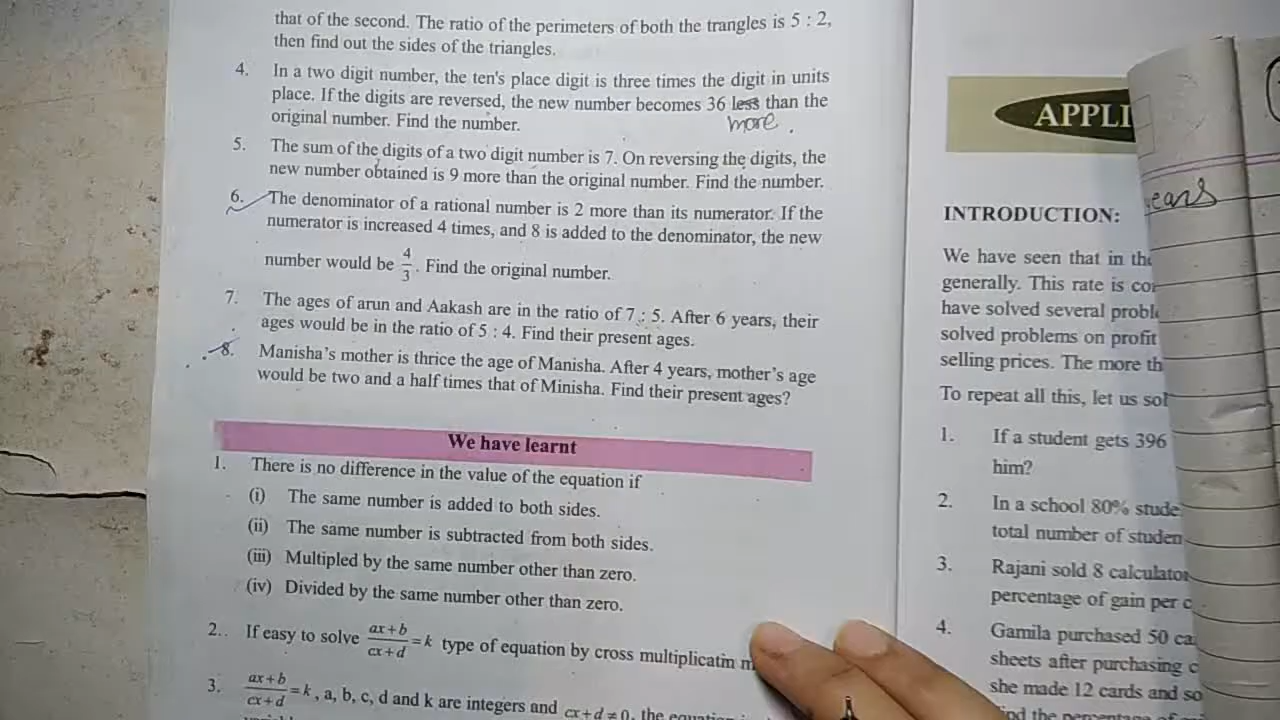 that of the second. The ratio of the perimeters of both the trangles is 5 : 2,
then find out the sides of the triangles.
4. In a two digit number, the ten's place digit is three times the digit in units
place. If the digits are reversed, the new number becomes 36 less than the
more.
original number. Find the number.
5. The sum of the digits of a two digit number is 7. On reversing the digits, the
new number obtained is 9 more than the original number. Find the number.
6. The denominator of a rational number is 2 more than its numerator. If the
numerator is increased 4 times, and 8 is added to the denominator, the new
number would be 4/3. Find the original number.
7. The ages of arun and Aakash are in the ratio of 7 : 5. After 6 years, their
ages would be in the ratio of 5 : 4. Find their present ages.
8. Manisha's mother is thrice the age of Manisha. After 4 years, mother's age
would be two and a half times that of Minisha. Find their present ages?
We have learnt
1. There is no difference in the value of the equation if
(i) The same number is added to both sides.
(ii) The same number is subtracted from both sides.
(iii) Multipled by the same number other than zero.
(iv) Divided by the same number other than zero.
2.. If easy to solve (ax+b)/(cx+d) = k type of equation by cross multiplicatin
3. (ax+b)/(cx+d) = k, a, b, c, d and k are integers and cx+d ≠ 0, the
APPLI
INTRODUCTION:
We have seen that in
generally. This rate is
have solved several
solved problems on profit
selling prices. The more
To repeat all this, let us
1. If a student gets 396
him?
2. In a school 80%
total number of
3. Rajani sold 8
percentage of gain per
4. Gamila purchased 50
sheets after purchasing
she made 12 cards and
the
ears